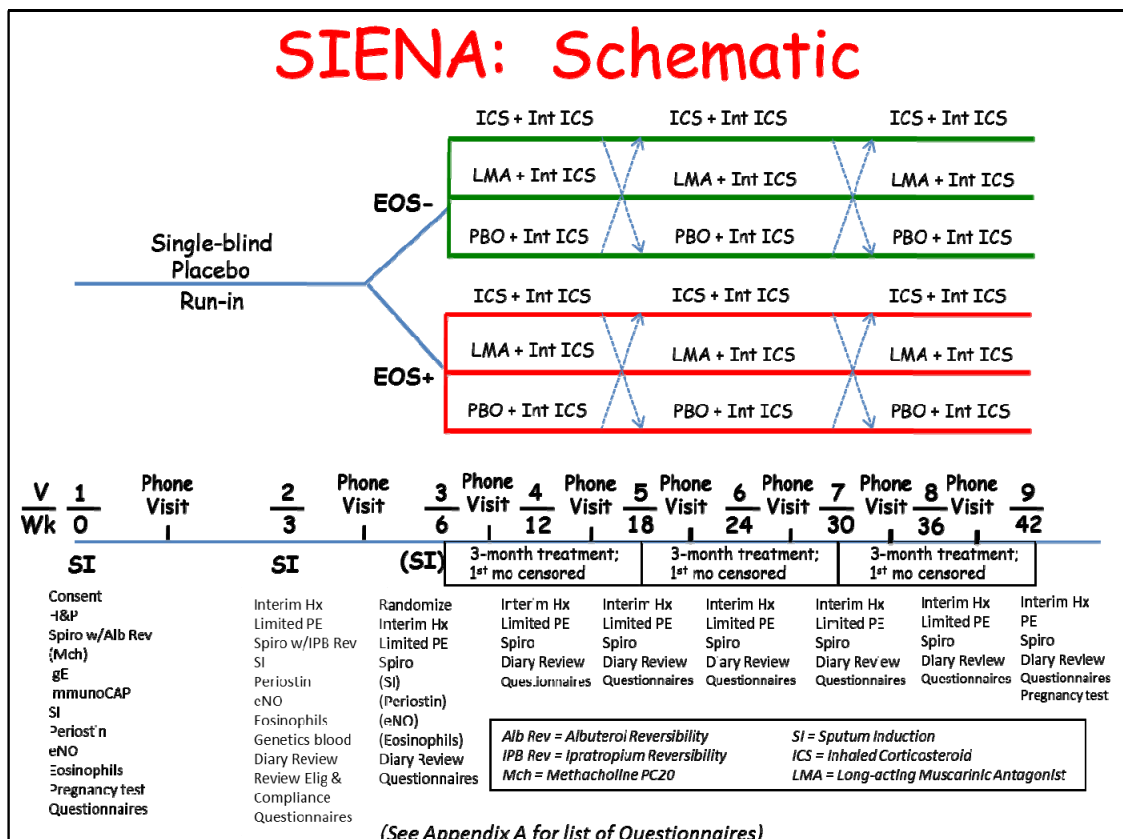 SIENA: Schematic
ICS + Int ICS ICS + Int ICS ICS + Int ICS
LMA + Int ICS LMA + Int ICS LMA + Int ICS
EOS-
PBO + Int ICS PBO + Int ICS PBO + Int ICS
Single-blind
Placebo
Run-in
ICS + Int ICS ICS + Int ICS ICS + Int ICS
LMA + Int ICS LMA + Int ICS LMA + Int ICS
EOS+
PBO + Int ICS PBO + Int ICS PBO + Int ICS
V 1 Phone Visit 2 Phone Visit 3 Phone Visit 4 Phone Visit 5 Phone Visit 6 Phone Visit 7 Phone Visit 8 Phone Visit 9
Wk 0 3 6 12 18 24 30 36 42
SI SI (SI)
3-month treatment;
1st mo censored
3-month treatment;
1st mo censored
3-month treatment;
1st mo censored
Consent
H&P
Spiro w/Alb Rev
(Mch)
IgE
ImmunoCAP
SI
Periostin
eNO
Eosinophils
Pregnancy test
Questionnaires
Interim Hx
Limited PE
Spiro w/IPB Rev
SI
Periostin
eNO
Eosinophils
Genetics blood
Diary Review
Review Elig &
Compliance
Questionnaires
Randomize
Interim Hx
Limited PE
Spiro
(SI)
(Periostin)
(eNO)
(Eosinophils)
Diary Review
Questionnaires
Interim Hx
Limited PE
Spiro
Diary Review
Questionnaires
Interim Hx
Limited PE
Spiro
Diary Review
Questionnaires
Interim Hx
Limited PE
Spiro
Diary Review
Questionnaires
Interim Hx
Limited PE
Spiro
Diary Review
Questionnaires
Interim Hx
Limited PE
Spiro
Diary Review
Questionnaires
Interim Hx
PE
Spiro
Diary Review
Questionnaires
Pregnancy test
Alb Rev = Albuterol Reversibility
IPB Rev = Ipratropium Reversibility
Mch = Methacholine PC20
SI = Sputum Induction
ICS = Inhaled Corticosteroid
LMA = Long-acting Muscarinic Antagonist
(See Appendix A for list of Questionnaires)